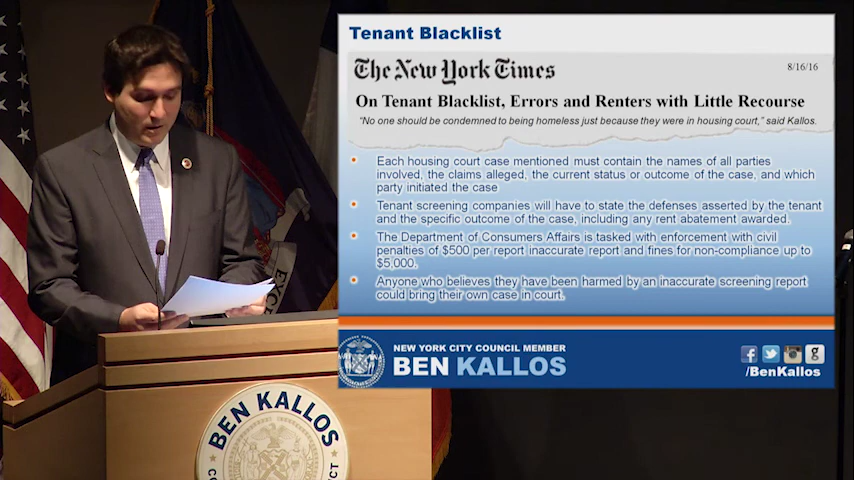 Tenant Blacklist
The New York Times
8/16/16
On Tenant Blacklist, Errors and Renters with Little Recourse
“No one should be condemned to being homeless just because they were in housing court,” said Kallos.
Each housing court case mentioned must contain the names of all parties
involved, the claims alleged, the current status or outcome of the case, and which
party initiated the case
Tenant screening companies will have to state the defenses asserted by the tenant
and the specific outcome of the case, including any rent abatement awarded.
The Department of Consumers Affairs is tasked with enforcement with civil
penalties of $500 per report inaccurate report and fines for non-compliance up to
$5,000.
Anyone who believes they have been harmed by an inaccurate screening report
could bring their own case in court.
NEW YORK CITY COUNCIL MEMBER
BEN KALLOS
/BenKallos
BEN KALLOS